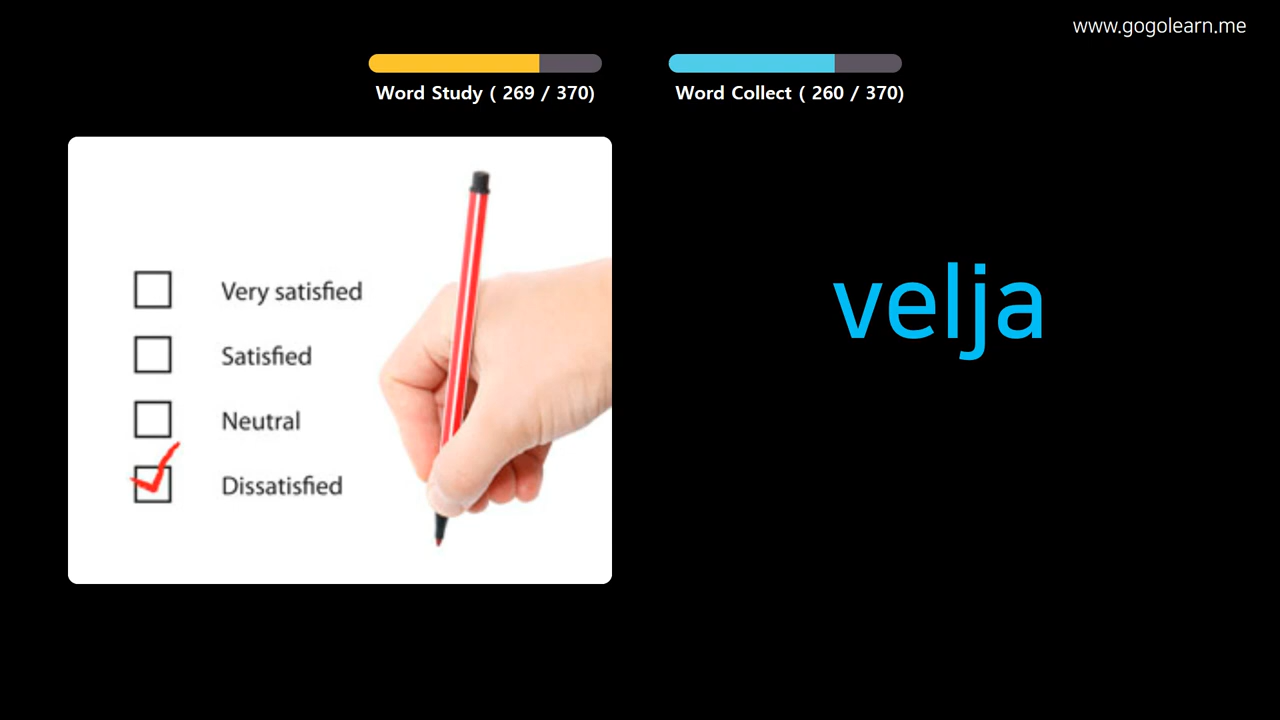 www.gogolearn.me
Word Study ( 269 / 370)
Word Collect ( 260 / 370)
velja
Very satisfied
Satisfied
Neutral
Dissatisfied